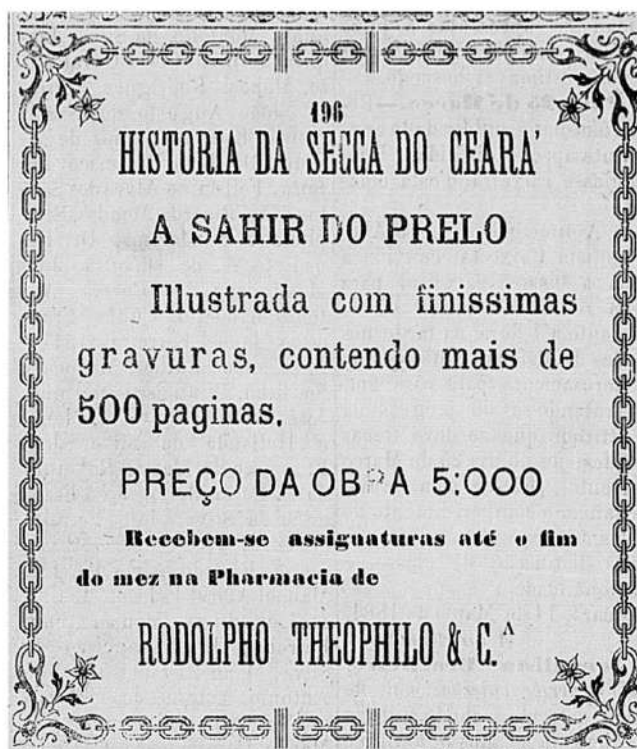 196
HISTORIA DA SECCA DO CEARA'
A SAHIR DO PRELO
Illustrada com finissimas
gravuras, contendo mais de
500 paginas.
PREÇO DA OBRA 5:000
Recebem-se assignaturas até o fim
do mez na Pharmacia de
RODOLPHO THEOPHILO & C.ᴬ